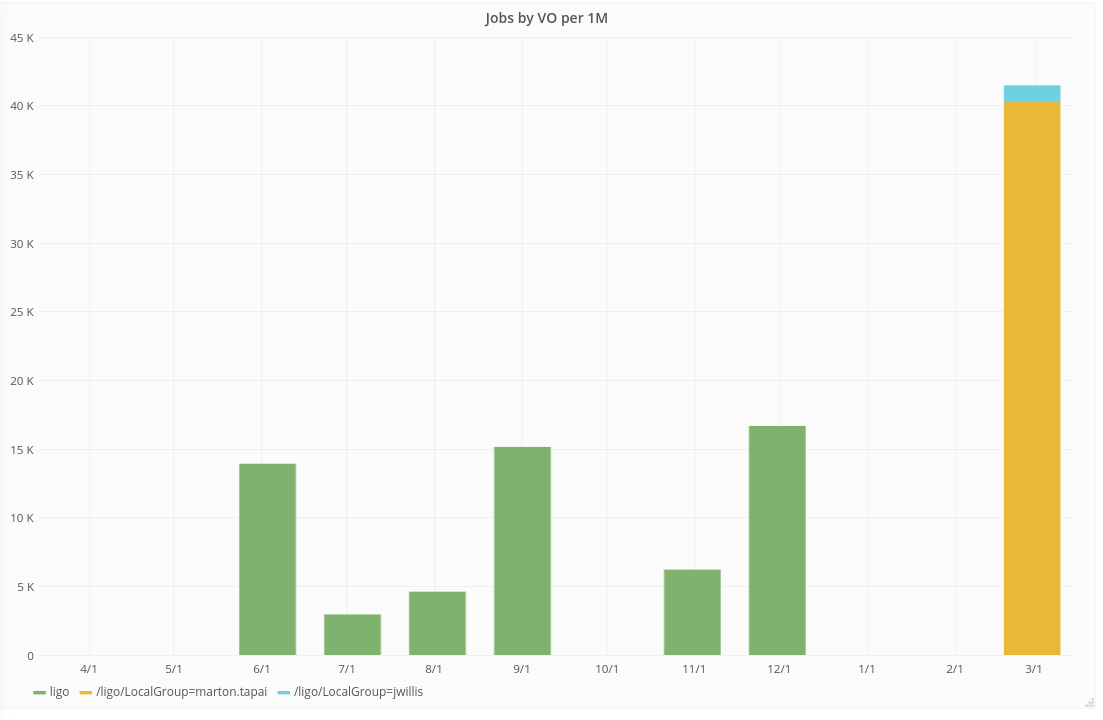 Jobs by VO per 1M
45 K
40 K
35 K
30 K
25 K
20 K
15 K
10 K
5 K
0
4/1 5/1 6/1 7/1 8/1 9/1 10/1 11/1 12/1 1/1 2/1 3/1
ligo /ligo/LocalGroup=marton.tapai /ligo/LocalGroup=jwillis